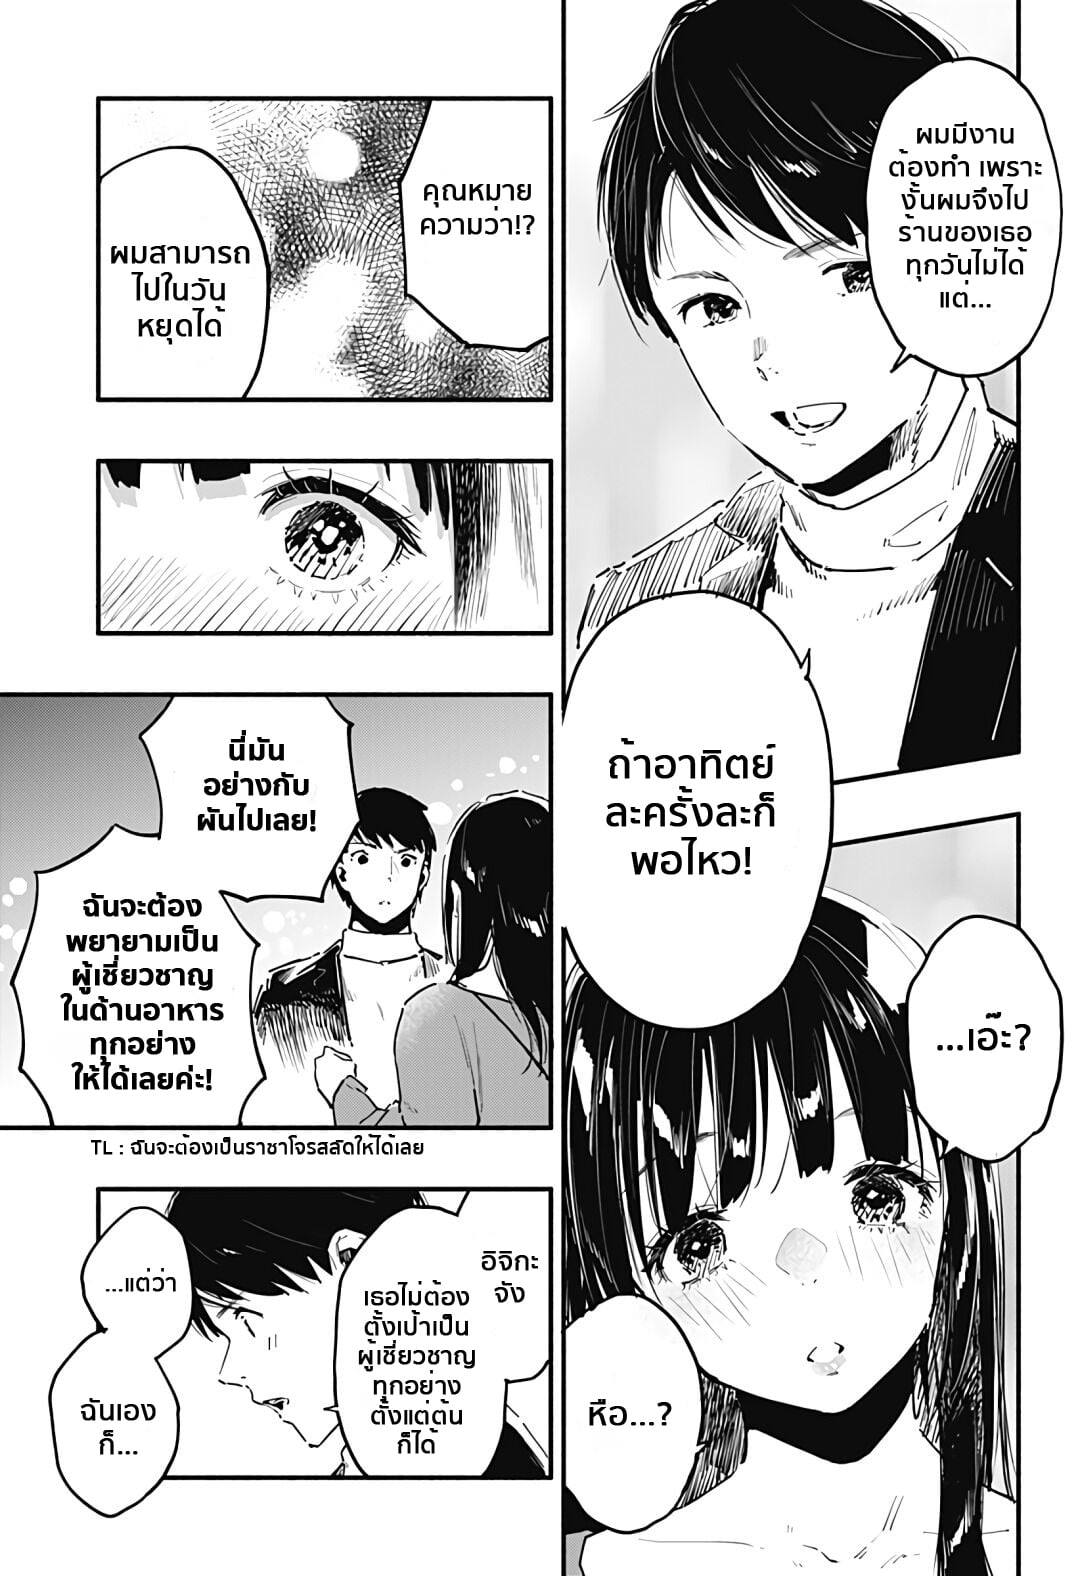 ผมมีงาน
ต้องทำ เพราะ
งั้นผมจึงไป
ร้านของเธอ
ทุกวันไม่ได้
แต่...
ถ้าอาทิตย์
ละครั้งละก็
พอไหว!
...เอ๊ะ?
หือ...?
คุณหมาย
ความว่า!?
ผมสามารถ
ไปในวัน
หยุดได้
นี่มัน
อย่างกับ
ฝันไปเลย!
ฉันจะต้อง
พยายามเป็น
ผู้เชี่ยวชาญ
ในด้านอาหาร
ทุกอย่าง
ให้ได้เลยค่ะ!
TL : ฉันจะต้องเป็นราชาโจรสลัดให้ได้เลย
อิจิกะ
จัง
เธอไม่ต้อง
ตั้งเป้าเป็น
ผู้เชี่ยวชาญ
ทุกอย่าง
ตั้งแต่ต้น
ก็ได้
...แต่ว่า
ฉันเอง
ก็...